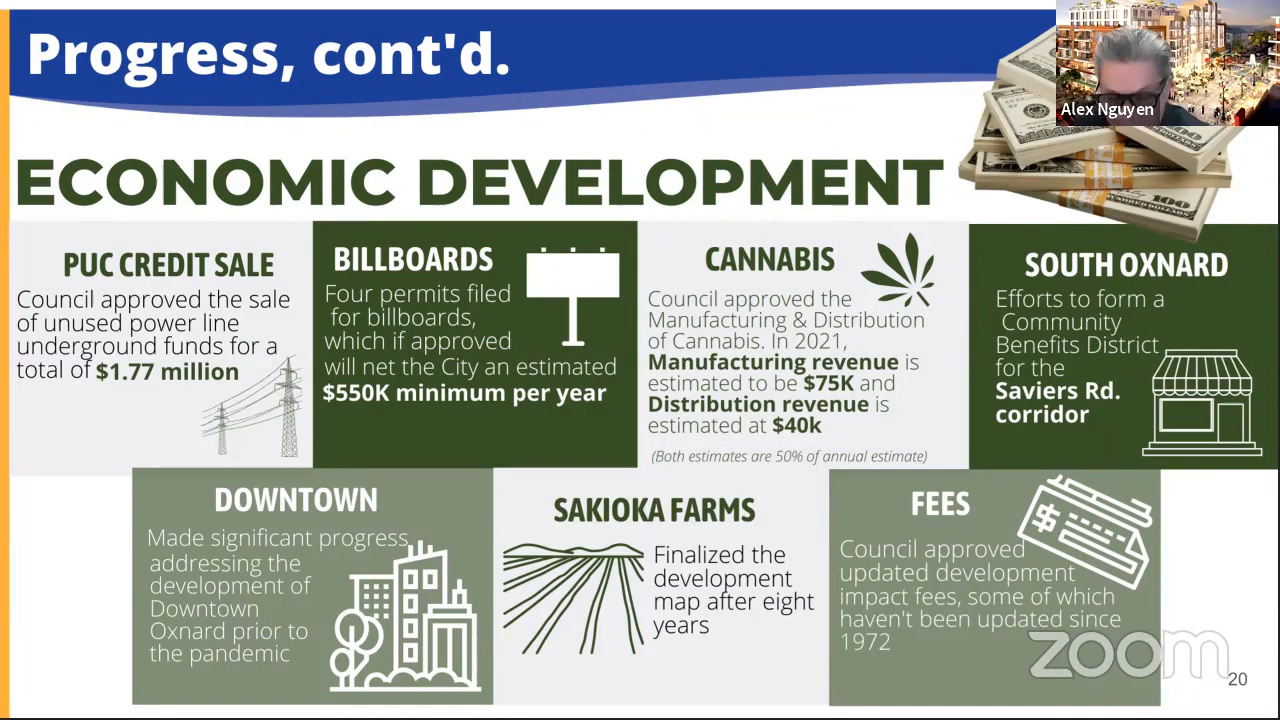 Progress, cont'd.
Alex Nguyen
ECONOMIC DEVELOPMENT
PUC CREDIT SALE
Council approved the sale
of unused power line
underground funds for a
total of $1.77 million
BILLBOARDS
Four permits filed
for billboards,
which if approved
will net the City an estimated
$550K minimum per year
CANNABIS
Council approved the
Manufacturing & Distribution
of Cannabis. In 2021,
Manufacturing revenue is
estimated to be $75K and
Distribution revenue is
estimated at $40k
(Both estimates are 50% of annual estimate)
SOUTH OXNARD
Efforts to form a
Community
Benefits District
for the
Saviers Rd.
corridor
DOWNTOWN
Made significant progress
addressing the
development of
Downtown
Oxnard prior to
the pandemic
SAKIOKA FARMS
Finalized the
development
map after eight
years
FEES
Council approved
updated development
impact fees, some of which
haven't been updated since
1972
zoom
20